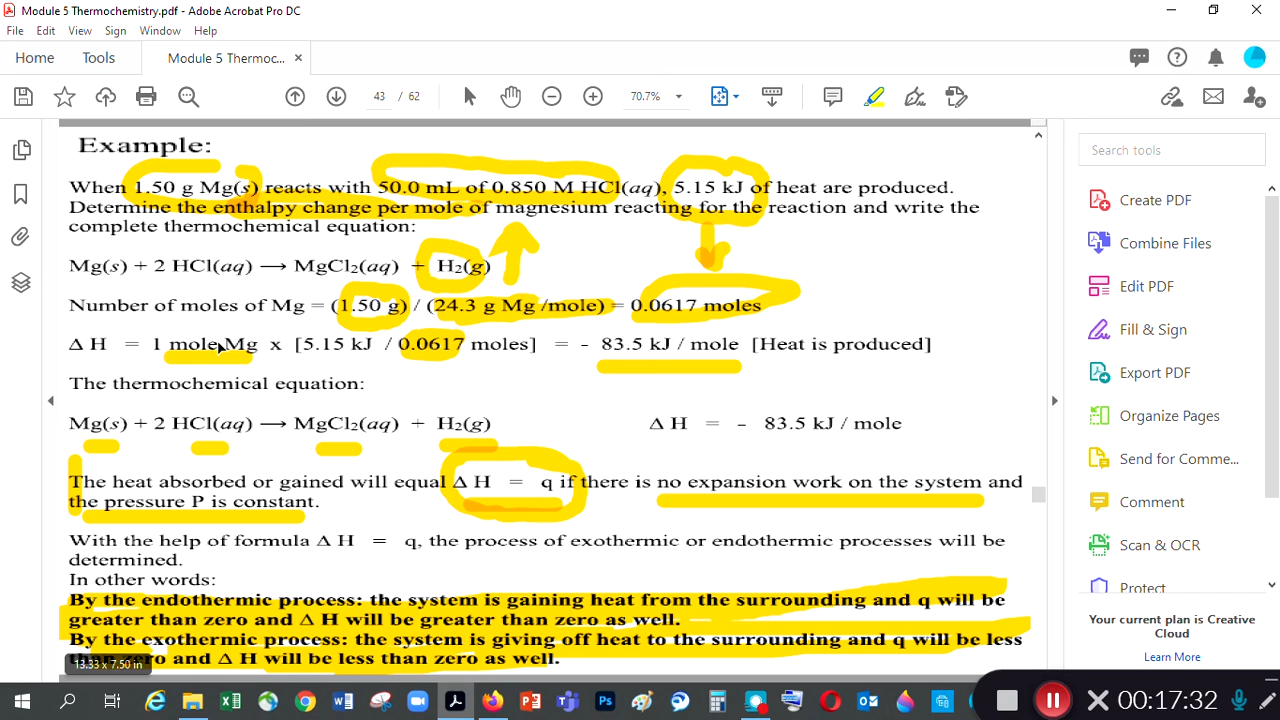 Module 5 Thermochemistry.pdf - Adobe Acrobat Pro DC
File Edit View Sign Window Help
Home Tools Module 5 Thermoc... ×
43 / 62 70.7%
Example:
When 1.50 g Mg(s) reacts with 50.0 mL of 0.850 M HCl(aq), 5.15 kJ of heat are produced.
Determine the enthalpy change per mole of magnesium reacting for the reaction and write the
complete thermochemical equation:
Mg(s) + 2 HCl(aq) ⟶ MgCl₂(aq) + H₂(g)
Number of moles of Mg = (1.50 g) / (24.3 g Mg /mole) = 0.0617 moles
Δ H = 1 mole Mg x [5.15 kJ / 0.0617 moles] = - 83.5 kJ / mole [Heat is produced]
The thermochemical equation:
Mg(s) + 2 HCl(aq) ⟶ MgCl₂(aq) + H₂(g) Δ H = - 83.5 kJ / mole
The heat absorbed or gained will equal Δ H = q if there is no expansion work on the system and
the pressure P is constant.
With the help of formula Δ H = q, the process of exothermic or endothermic processes will be
determined.
In other words:
By the endothermic process: the system is gaining heat from the surrounding and q will be
greater than zero and Δ H will be greater than zero as well.
By the exothermic process: the system is giving off heat to the surrounding and q will be less
than zero and Δ H will be less than zero as well.
13.33 x 7.50 in
Search tools
Create PDF
Combine Files
Edit PDF
Fill & Sign
Export PDF
Organize Pages
Send for Comme...
Comment
Scan & OCR
Protect
Your current plan is Creative
Cloud
Learn More
00:17:32